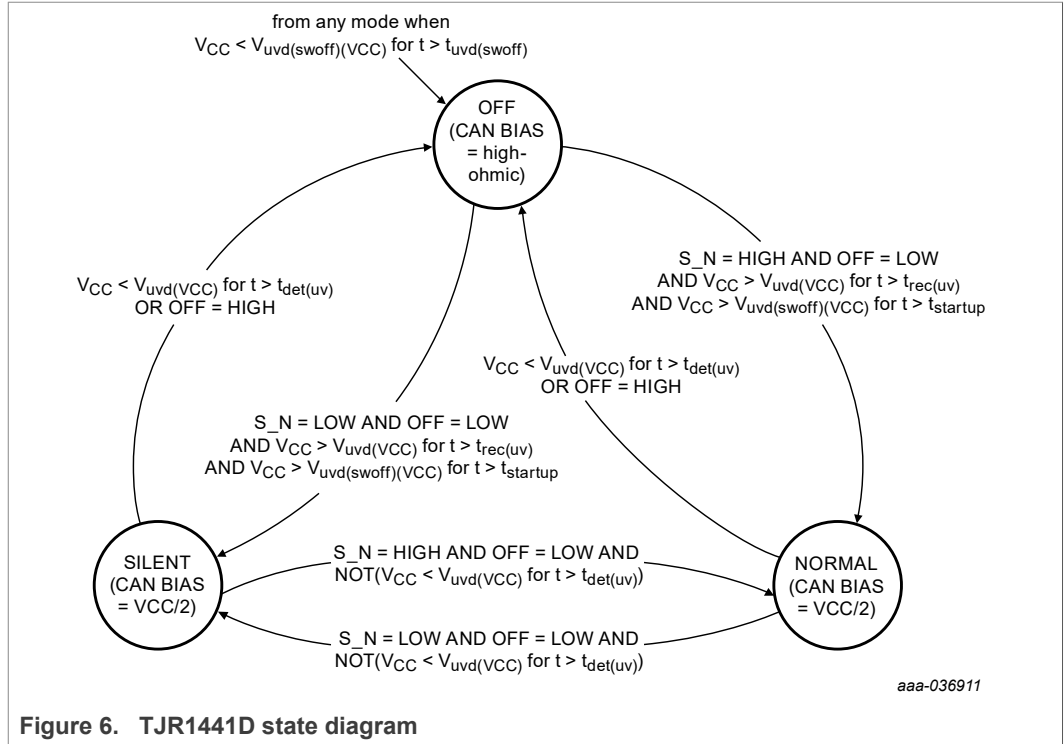 from any mode when
VCC < Vuvd(swoff)(VCC) for t > tuvd(swoff)
OFF
(CAN BIAS
= high-
ohmic)
S_N = HIGH AND OFF = LOW
AND VCC > Vuvd(VCC) for t > trec(uv)
AND VCC > Vuvd(swoff)(VCC) for t > tstartup
VCC < Vuvd(VCC) for t > tdet(uv)
OR OFF = HIGH
VCC < Vuvd(VCC) for t > tdet(uv)
OR OFF = HIGH
S_N = LOW AND OFF = LOW
AND VCC > Vuvd(VCC) for t > trec(uv)
AND VCC > Vuvd(swoff)(VCC) for t > tstartup
SILENT
(CAN BIAS
= VCC/2)
S_N = HIGH AND OFF = LOW AND
NOT(VCC < Vuvd(VCC) for t > tdet(uv))
NORMAL
(CAN BIAS
= VCC/2)
S_N = LOW AND OFF = LOW AND
NOT(VCC < Vuvd(VCC) for t > tdet(uv))
aaa-036911
Figure 6. TJR1441D state diagram